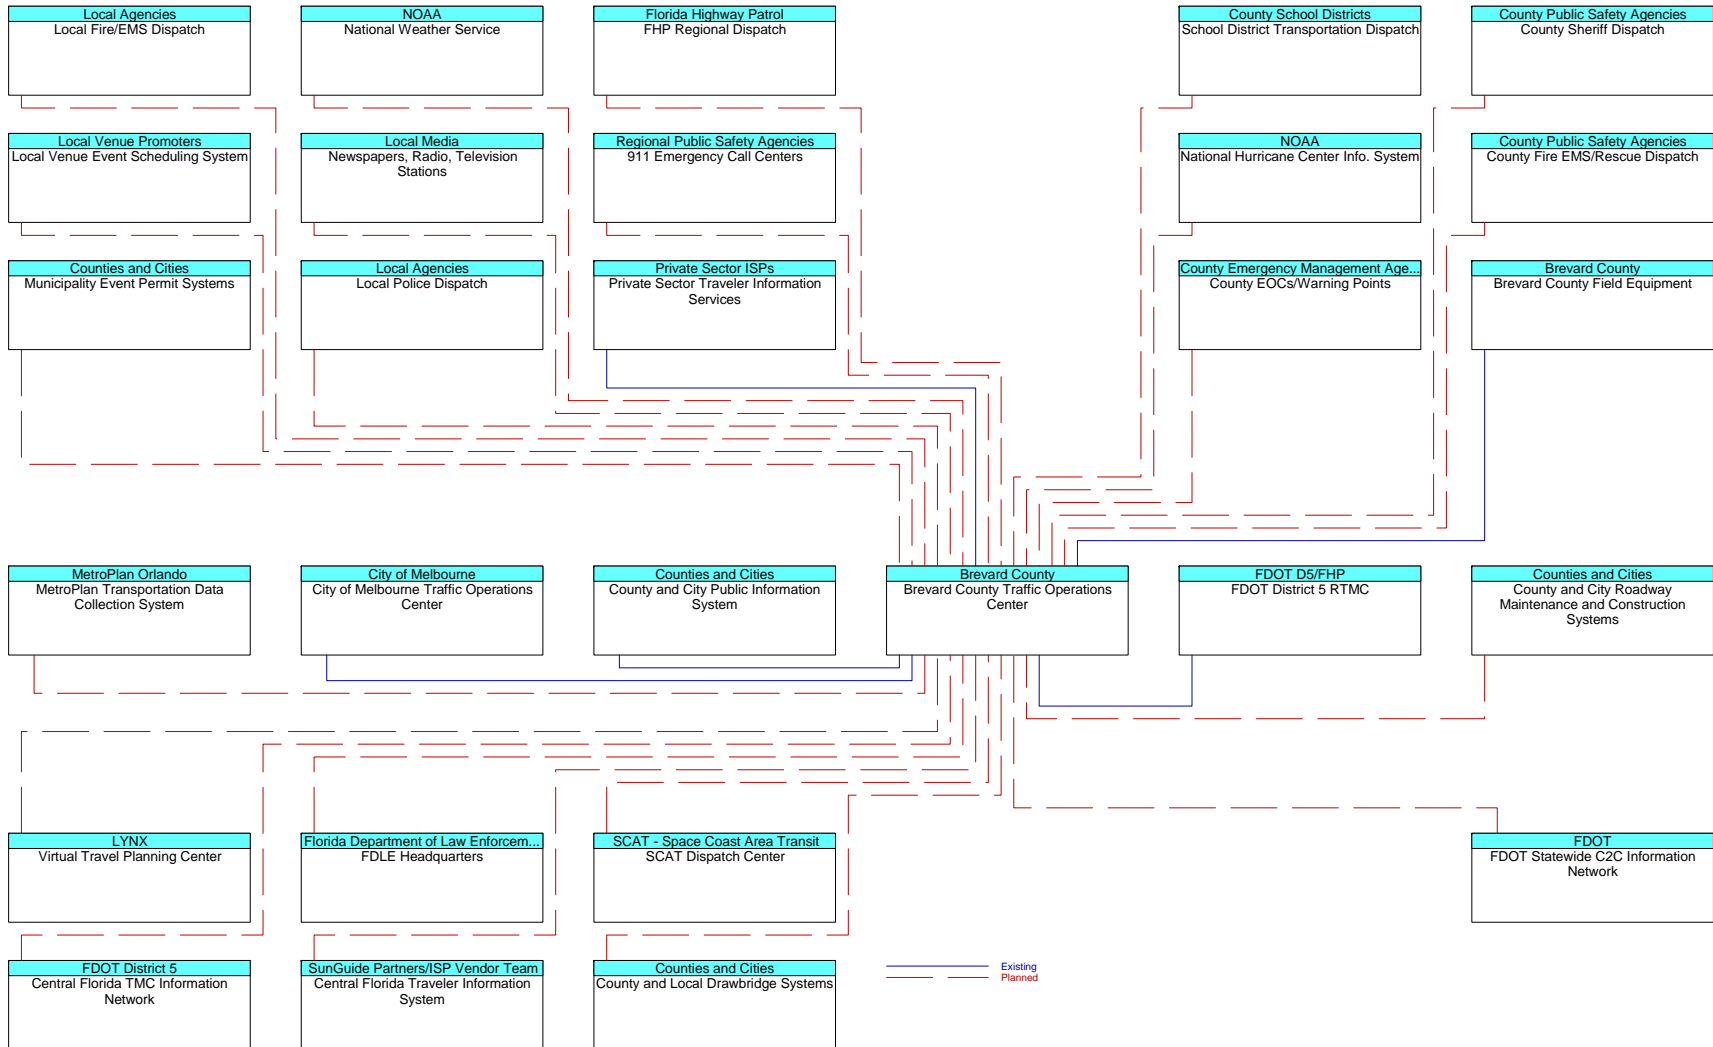 Local Agencies
Local Fire/EMS Dispatch
NOAA
National Weather Service
Florida Highway Patrol
FHP Regional Dispatch
County School Districts
School District Transportation Dispatch
County Public Safety Agencies
County Sheriff Dispatch
Local Venue Promoters
Local Venue Event Scheduling System
Local Media
Newspapers, Radio, Television
Stations
Regional Public Safety Agencies
911 Emergency Call Centers
NOAA
National Hurricane Center Info. System
County Public Safety Agencies
County Fire EMS/Rescue Dispatch
Counties and Cities
Municipality Event Permit Systems
Local Agencies
Local Police Dispatch
Private Sector ISPs
Private Sector Traveler Information
Services
County Emergency Management Age...
County EOCs/Warning Points
Brevard County
Brevard County Field Equipment
MetroPlan Orlando
MetroPlan Transportation Data
Collection System
City of Melbourne
City of Melbourne Traffic Operations
Center
Counties and Cities
County and City Public Information
System
Brevard County
Brevard County Traffic Operations
Center
FDOT D5/FHP
FDOT District 5 RTMC
Counties and Cities
County and City Roadway
Maintenance and Construction
Systems
LYNX
Virtual Travel Planning Center
Florida Department of Law Enforcem...
FDLE Headquarters
SCAT - Space Coast Area Transit
SCAT Dispatch Center
FDOT
FDOT Statewide C2C Information
Network
FDOT District 5
Central Florida TMC Information
Network
SunGuide Partners/ISP Vendor Team
Central Florida Traveler Information
System
Counties and Cities
County and Local Drawbridge Systems
Existing
Planned